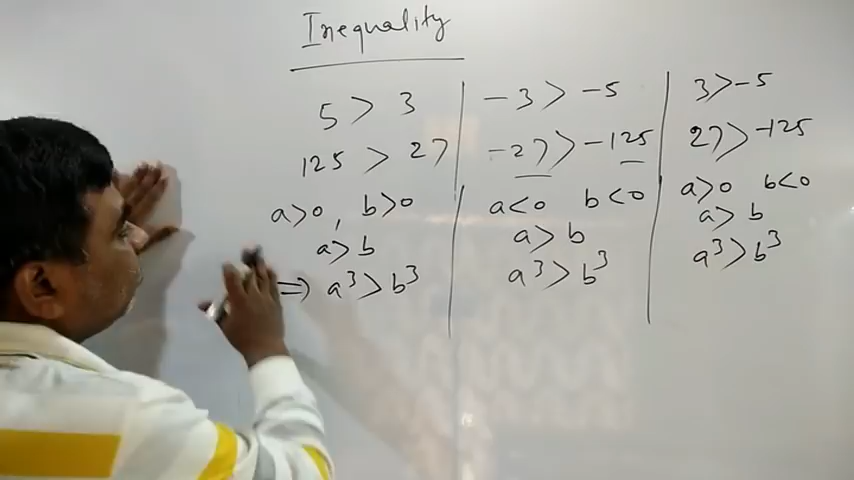 Inequality
5 > 3
125 > 27
a>0, b>0
a>b
⇒ a³>b³
-3> -5
-27>-125
a<0 b<0
a>b
a³>b³
3>-5
27>-125
a>0 b<0
a>b
a³>b³